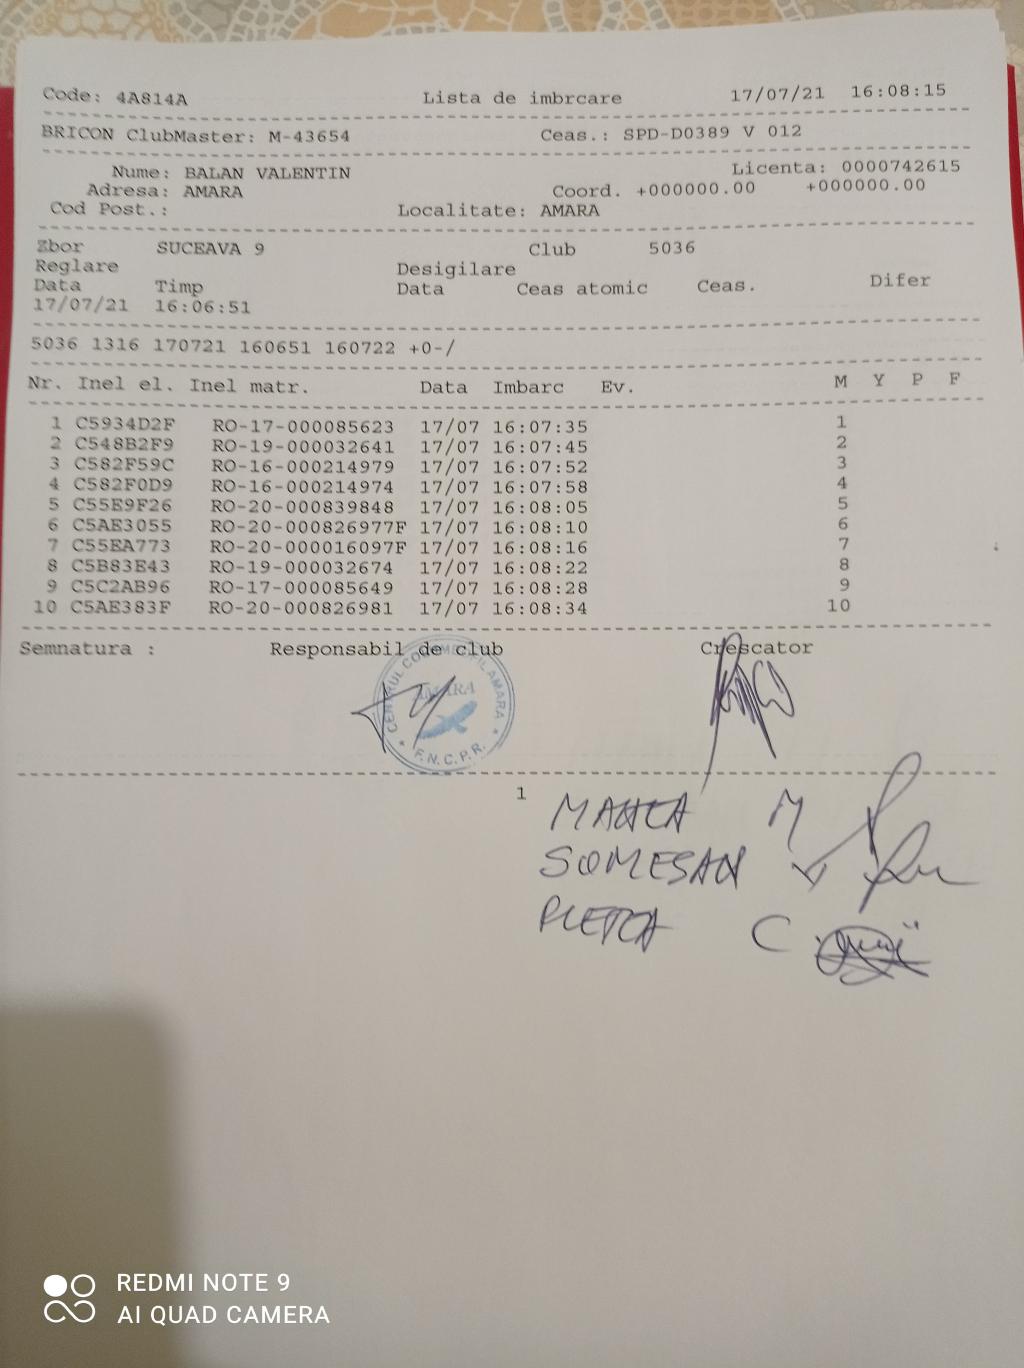 Code: 4A814A Lista de imbrcare 17/07/21 16:08:15
BRICON ClubMaster: M-43654 Ceas.: SPD-D0389 V 012
Nume: BALAN VALENTIN Licenta: 0000742615
Adresa: AMARA Coord. +000000.00 +000000.00
Cod Post.: Localitate: AMARA
Zbor SUCEAVA 9 Club 5036
Reglare Desigilare
Data Timp Data Ceas atomic Ceas. Difer
17/07/21 16:06:51
5036 1316 170721 160651 160722 +0-/
Nr. Inel el. Inel matr. Data Imbarc Ev. M Y P F
1 C5934D2F RO-17-000085623 17/07 16:07:35 1
2 C548B2F9 RO-19-000032641 17/07 16:07:45 2
3 C582F59C RO-16-000214979 17/07 16:07:52 3
4 C582F0D9 RO-16-000214974 17/07 16:07:58 4
5 C55E9F26 RO-20-000839848 17/07 16:08:05 5
6 C5AE3055 RO-20-000826977F 17/07 16:08:10 6
7 C55EA773 RO-20-000016097F 17/07 16:08:16 7
8 C5B83E43 RO-19-000032674 17/07 16:08:22 8
9 C5C2AB96 RO-17-000085649 17/07 16:08:28 9
10 C5AE383F RO-20-000826981 17/07 16:08:34 10
Semnatura : Responsabil de club Crescator
AMARA
F.N.C.P.R.
1
M
SOMESAN V
PLETCA C
REDMI NOTE 9
AI QUAD CAMERA